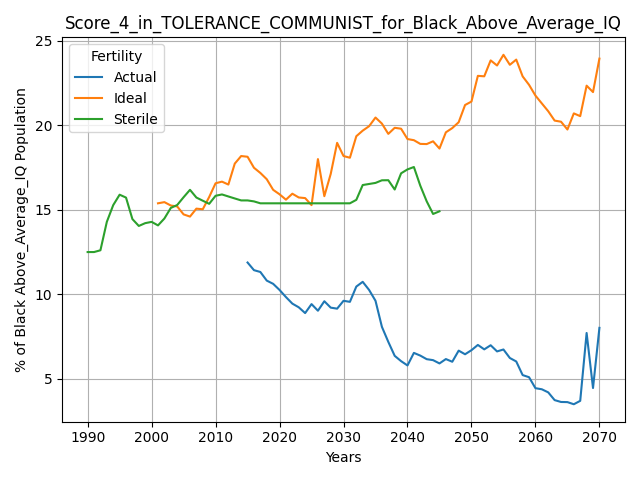 Score_4_in_TOLERANCE_COMMUNIST_for_Black_Above_Average_IQ
25
20
15
10
5
% of Black Above_Average_IQ Population
Fertility
Actual
Ideal
Sterile
1990 2000 2010 2020 2030 2040 2050 2060 2070
Years